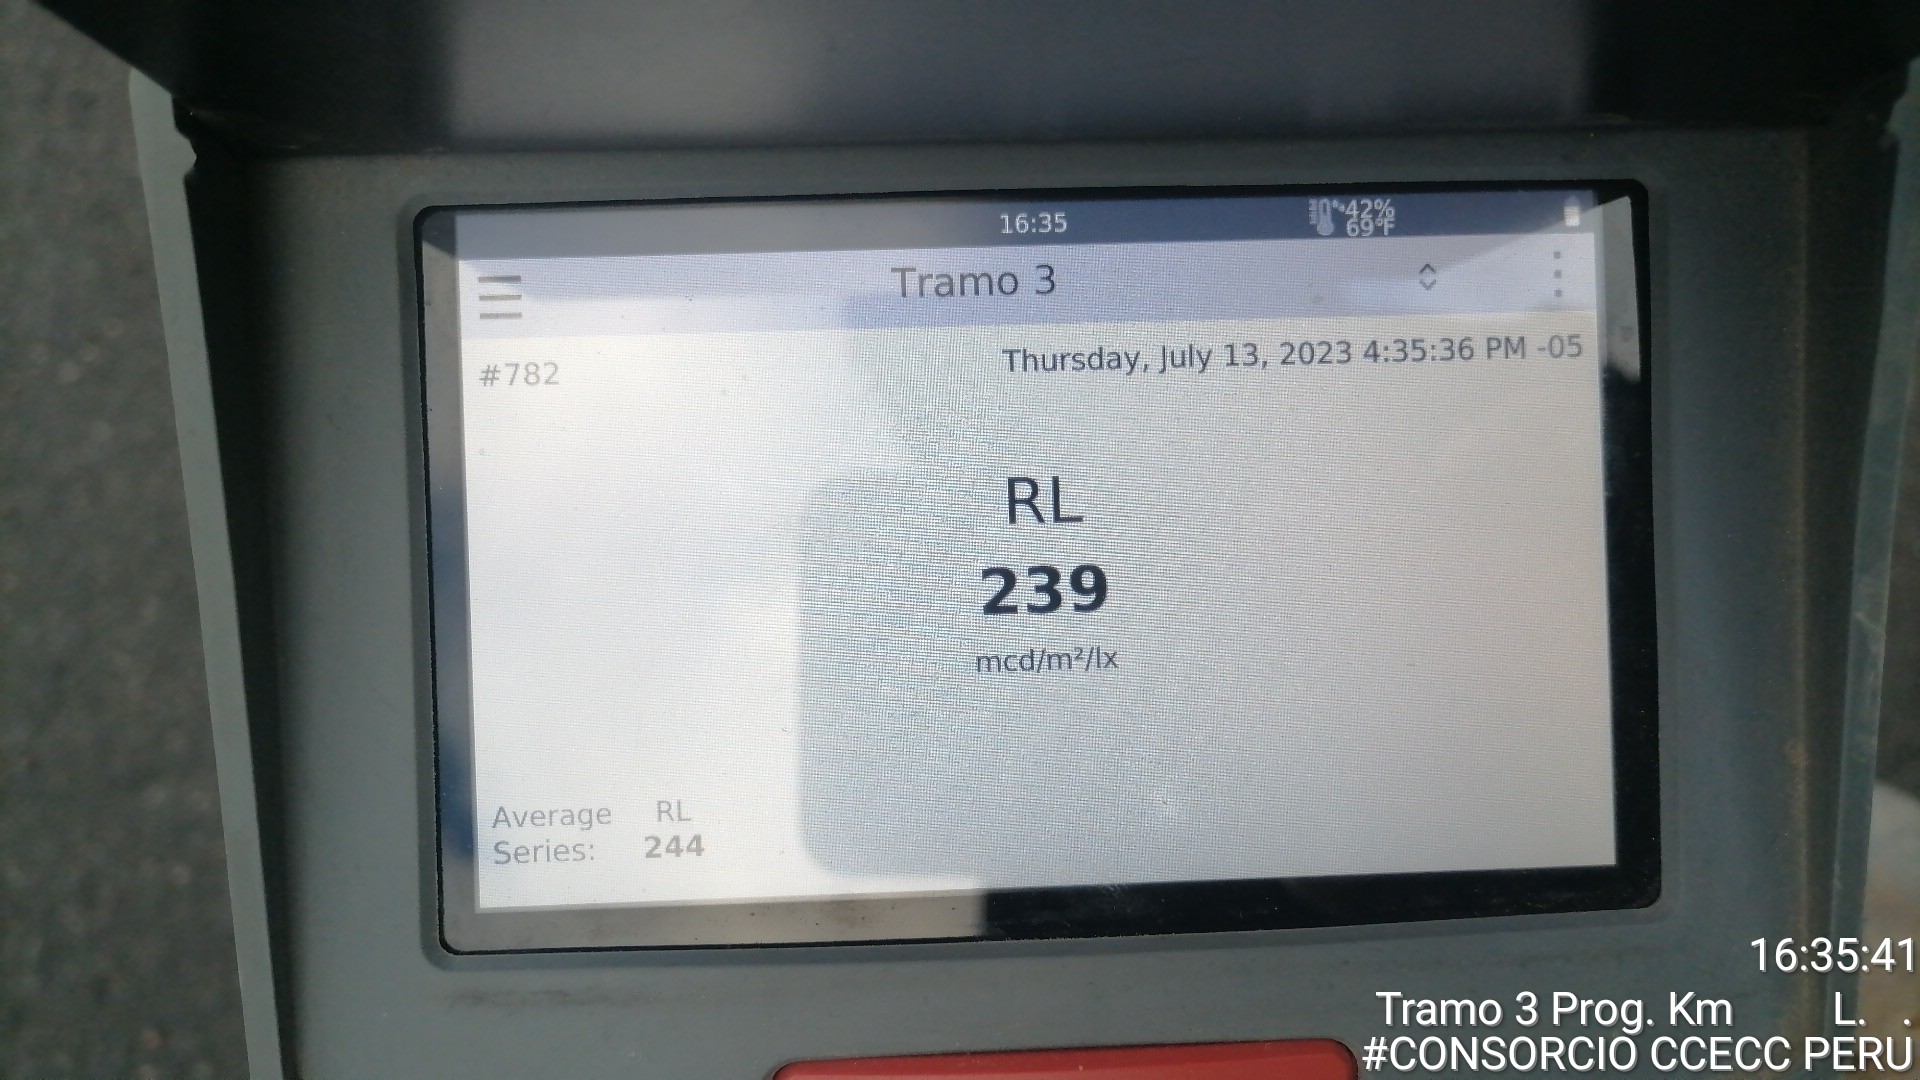 16:35
42%
69°F
Tramo 3
#782
Thursday, July 13, 2023 4:35:36 PM -05
RL
239
mcd/m²/lx
Average RL
Series: 244
16:35:41
Tramo 3 Prog. Km L. .
#CONSORCIO CCECC PERU